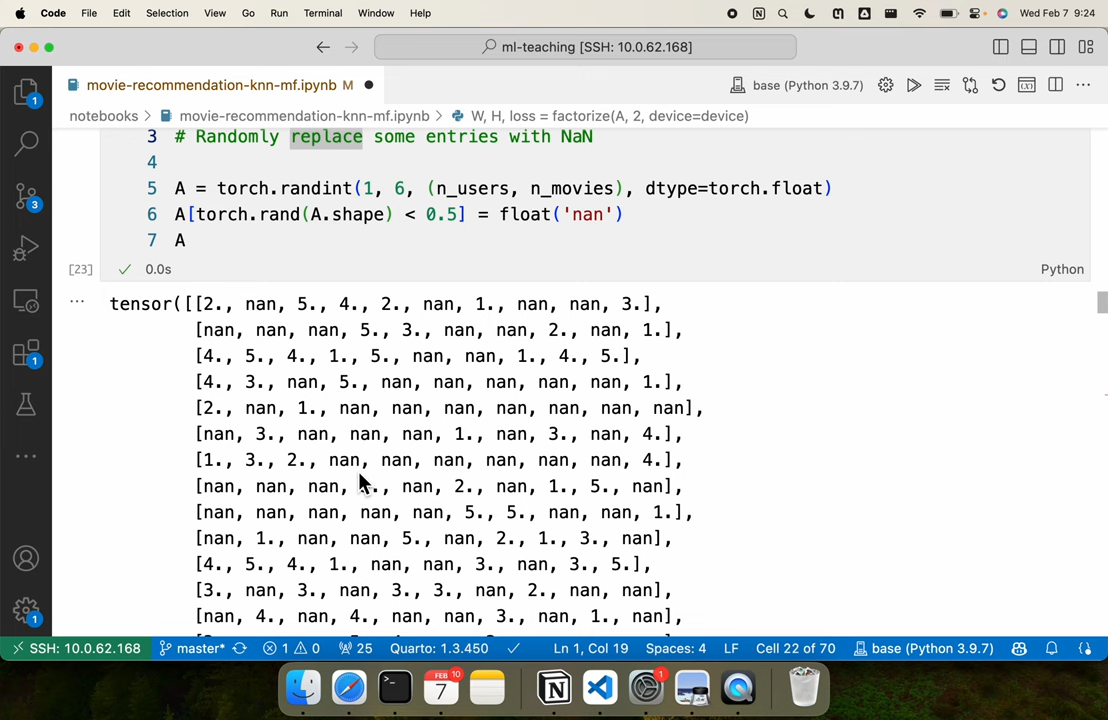 Code File Edit Selection View Go Run Terminal Window Help Wed Feb 7 9:24
ml-teaching [SSH: 10.0.62.168]
movie-recommendation-knn-mf.ipynb M base (Python 3.9.7)
notebooks > movie-recommendation-knn-mf.ipynb > W, H, loss = factorize(A, 2, device=device)
3 # Randomly replace some entries with NaN
4
5 A = torch.randint(1, 6, (n_users, n_movies), dtype=torch.float)
6 A[torch.rand(A.shape) < 0.5] = float('nan')
7 A
[23] 0.0s Python
tensor([[2., nan, 5., 4., 2., nan, 1., nan, nan, 3.],
[nan, nan, nan, 5., 3., nan, nan, 2., nan, 1.],
[4., 5., 4., 1., 5., nan, nan, 1., 4., 5.],
[4., 3., nan, 5., nan, nan, nan, nan, nan, 1.],
[2., nan, 1., nan, nan, nan, nan, nan, nan, nan],
[nan, 3., nan, nan, nan, 1., nan, 3., nan, 4.],
[1., 3., 2., nan, nan, nan, nan, nan, nan, 4.],
[nan, nan, nan, ., nan, 2., nan, 1., 5., nan],
[nan, nan, nan, nan, nan, 5., 5., nan, nan, 1.],
[nan, 1., nan, nan, 5., nan, 2., 1., 3., nan],
[4., 5., 4., 1., nan, nan, 3., nan, 3., 5.],
[3., nan, 3., nan, 3., 3., nan, 2., nan, nan],
[nan, 4., nan, 4., nan, nan, 3., nan, 1., nan],
SSH: 10.0.62.168 master* 1 0 25 Quarto: 1.3.450 Ln 1, Col 19 Spaces: 4 LF Cell 22 of 70 base (Python 3.9.7)
1
3
1
1
FEB 10
7
1